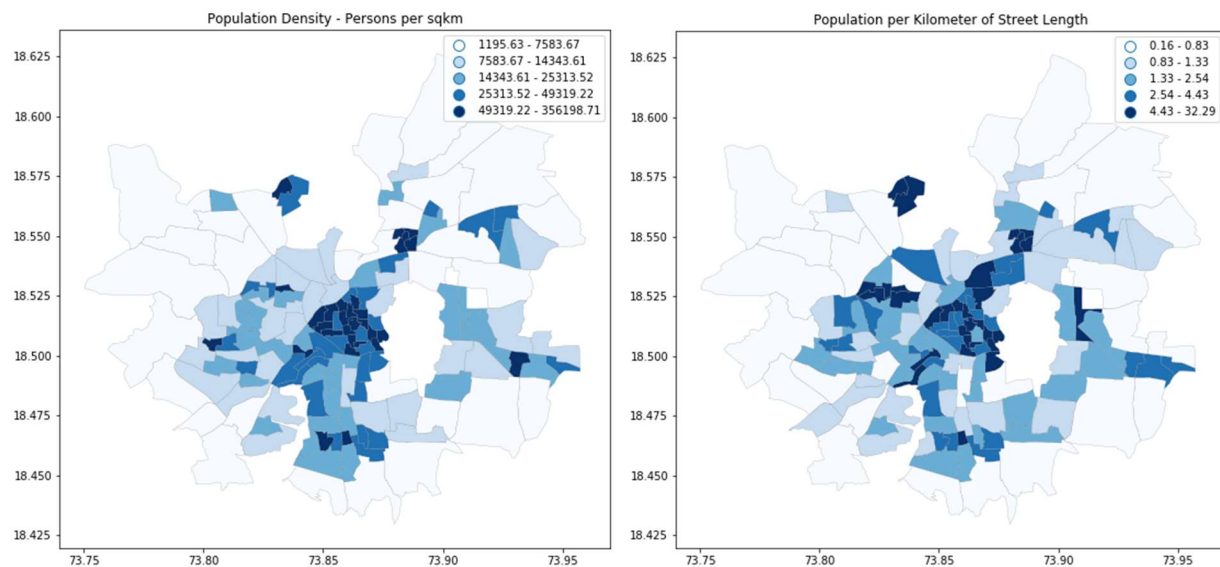 Population Density - Persons per sqkm
1195.63 - 7583.67
7583.67 - 14343.61
14343.61 - 25313.52
25313.52 - 49319.22
49319.22 - 356198.71
18.625
18.600
18.575
18.550
18.525
18.500
18.475
18.450
18.425
73.75 73.80 73.85 73.90 73.95
Population per Kilometer of Street Length
0.16 - 0.83
0.83 - 1.33
1.33 - 2.54
2.54 - 4.43
4.43 - 32.29
18.625
18.600
18.575
18.550
18.525
18.500
18.475
18.450
18.425
73.75 73.80 73.85 73.90 73.95